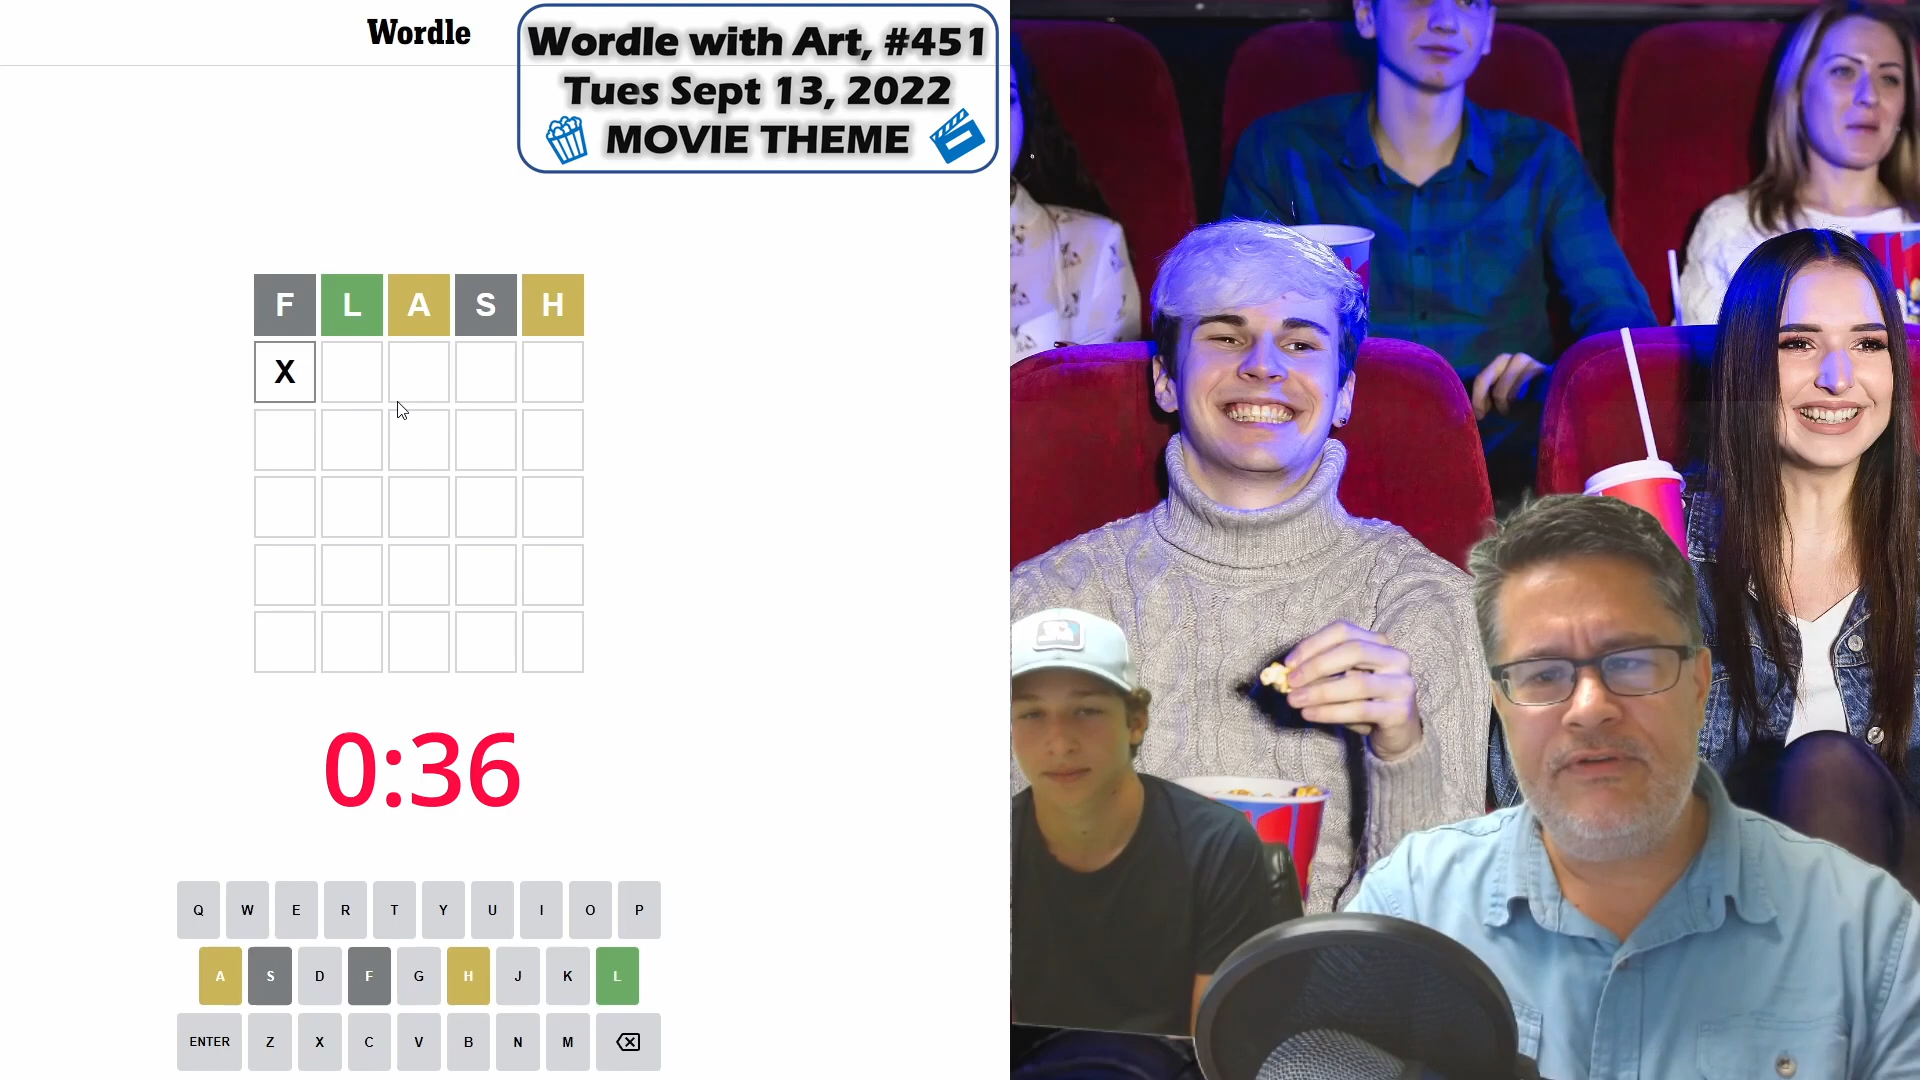 Wordle
Wordle with Art, #451
Tues Sept 13, 2022
MOVIE THEME
F L A S H
X
0:36
Q W E R T Y U I O P
A S D F G H J K L
ENTER Z X C V B N M